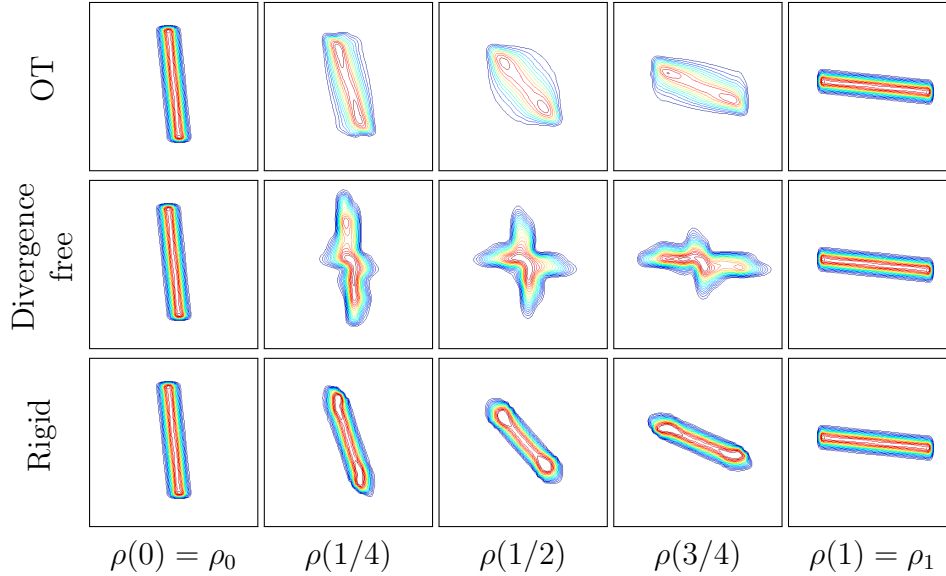 OT
Divergence
free
Rigid
ρ(0) = ρ₀
ρ(1/4)
ρ(1/2)
ρ(3/4)
ρ(1) = ρ₁